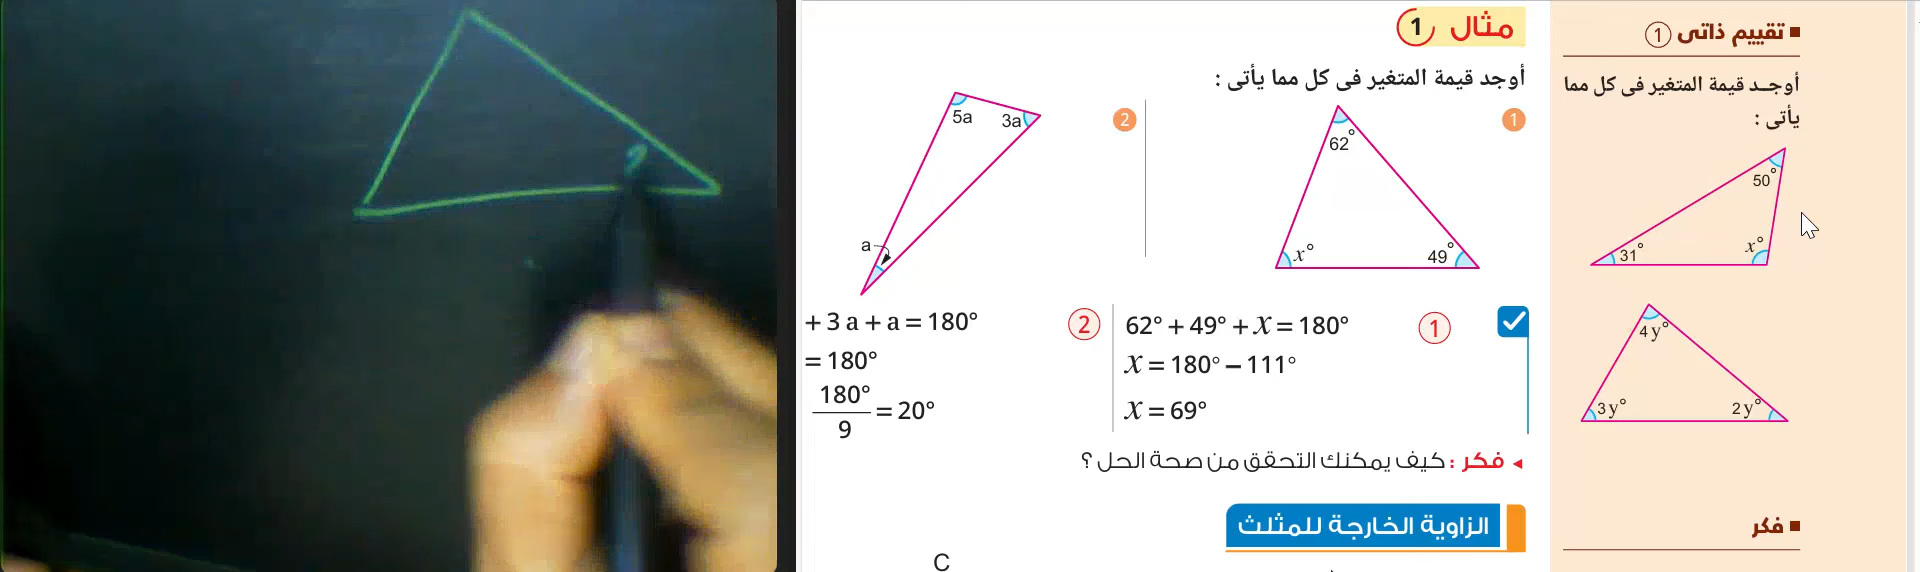 مثال 1
أوجد قيمة المتغير فى كل مما يأتى :
1
62°
x°
49°
2
5a
3a
a
1
62° + 49° + x = 180°
x = 180° – 111°
x = 69°
2
+ 3 a + a = 180°
= 180°
180°
9
= 20°
◂ فكر : كيف يمكنك التحقق من صحة الحل ؟
الزاوية الخارجة للمثلث
C
■ تقييم ذاتى 1
أوجـد قيمة المتغير فى كل مما
يأتى :
50°
31°
x°
4 y°
3 y°
2 y°
■ فكر